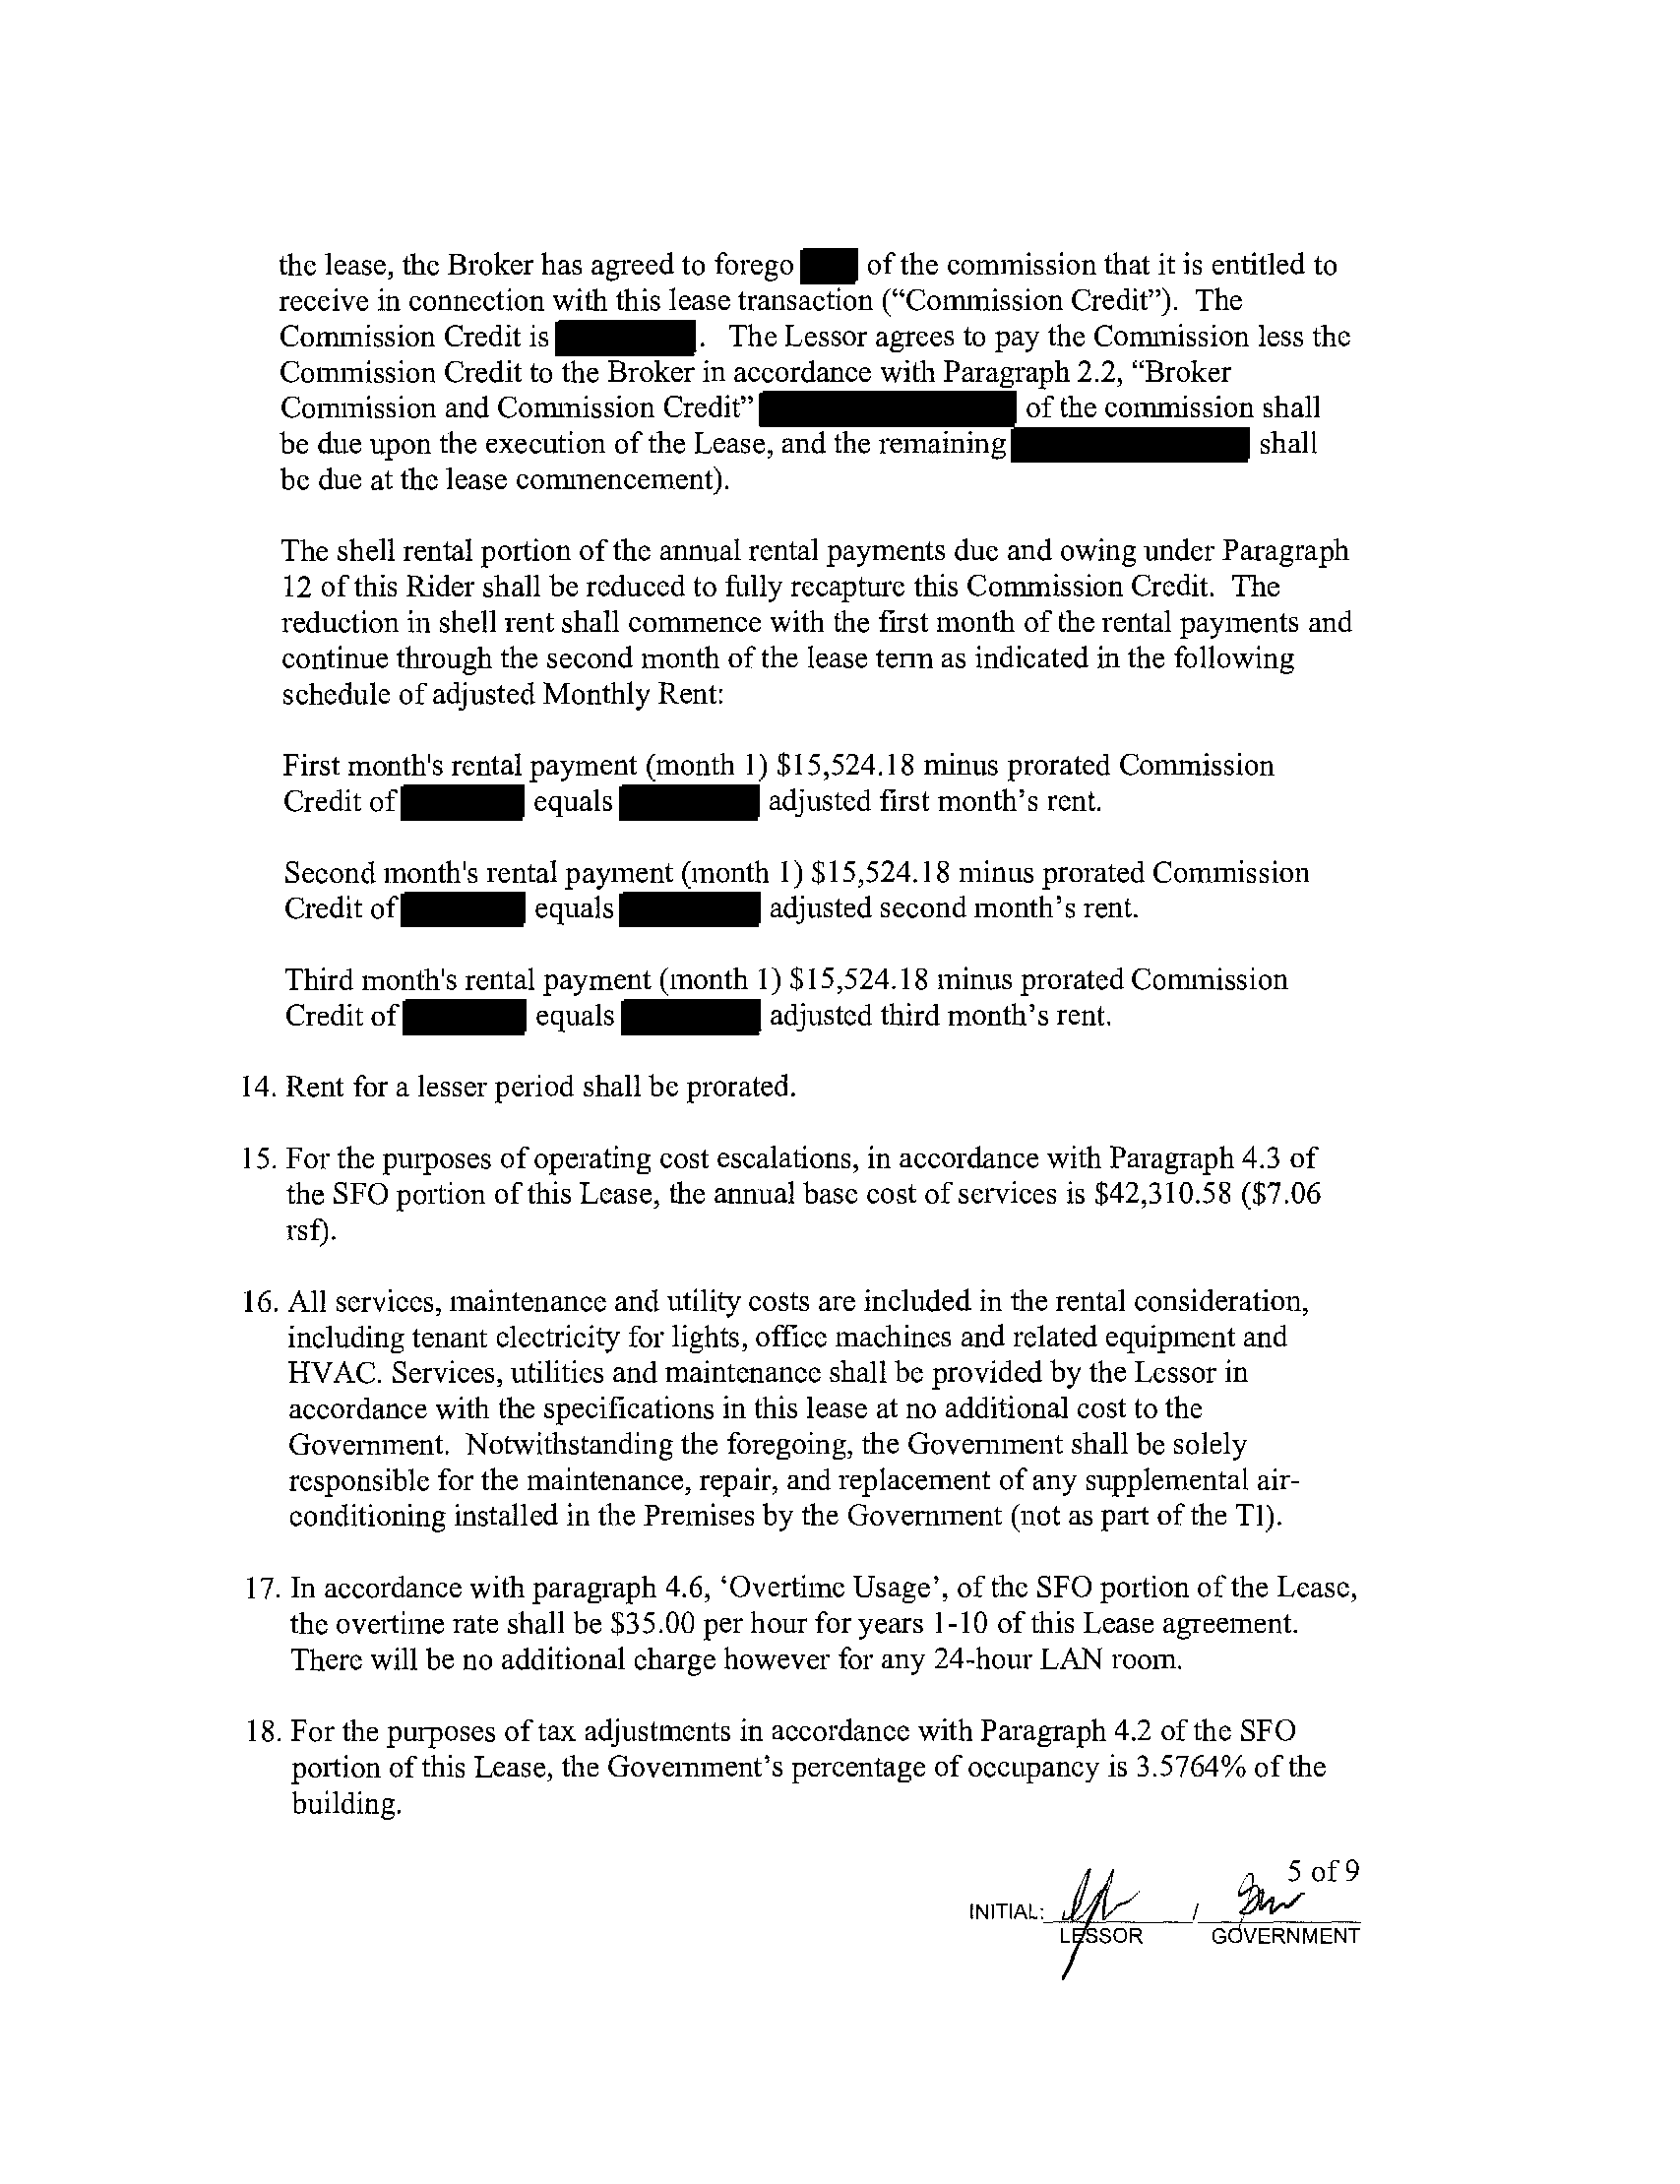 the lease, the Broker has agreed to forego of the commission that it is entitled to
receive in connection with this lease transaction (“Commission Credit”). The
Commission Credit is . The Lessor agrees to pay the Commission less the
Commission Credit to the Broker in accordance with Paragraph 2.2, “Broker
Commission and Commission Credit” of the commission shall
be due upon the execution of the Lease, and the remaining shall
be due at the lease commencement).
The shell rental portion of the annual rental payments due and owing under Paragraph
12 of this Rider shall be reduced to fully recapture this Commission Credit. The
reduction in shell rent shall commence with the first month of the rental payments and
continue through the second month of the lease term as indicated in the following
schedule of adjusted Monthly Rent:
First month's rental payment (month 1) $15,524.18 minus prorated Commission
Credit of equals adjusted first month’s rent.
Second month's rental payment (month 1) $15,524.18 minus prorated Commission
Credit of equals adjusted second month’s rent.
Third month's rental payment (month 1) $15,524.18 minus prorated Commission
Credit of equals adjusted third month’s rent.
14. Rent for a lesser period shall be prorated.
15. For the purposes of operating cost escalations, in accordance with Paragraph 4.3 of
the SFO portion of this Lease, the annual base cost of services is $42,310.58 ($7.06
rsf).
16. All services, maintenance and utility costs are included in the rental consideration,
including tenant electricity for lights, office machines and related equipment and
HVAC. Services, utilities and maintenance shall be provided by the Lessor in
accordance with the specifications in this lease at no additional cost to the
Government. Notwithstanding the foregoing, the Government shall be solely
responsible for the maintenance, repair, and replacement of any supplemental air-
conditioning installed in the Premises by the Government (not as part of the TI).
17. In accordance with paragraph 4.6, ‘Overtime Usage’, of the SFO portion of the Lease,
the overtime rate shall be $35.00 per hour for years 1-10 of this Lease agreement.
There will be no additional charge however for any 24-hour LAN room.
18. For the purposes of tax adjustments in accordance with Paragraph 4.2 of the SFO
portion of this Lease, the Government’s percentage of occupancy is 3.5764% of the
building.
5 of 9
INITIAL: /
LESSOR GOVERNMENT